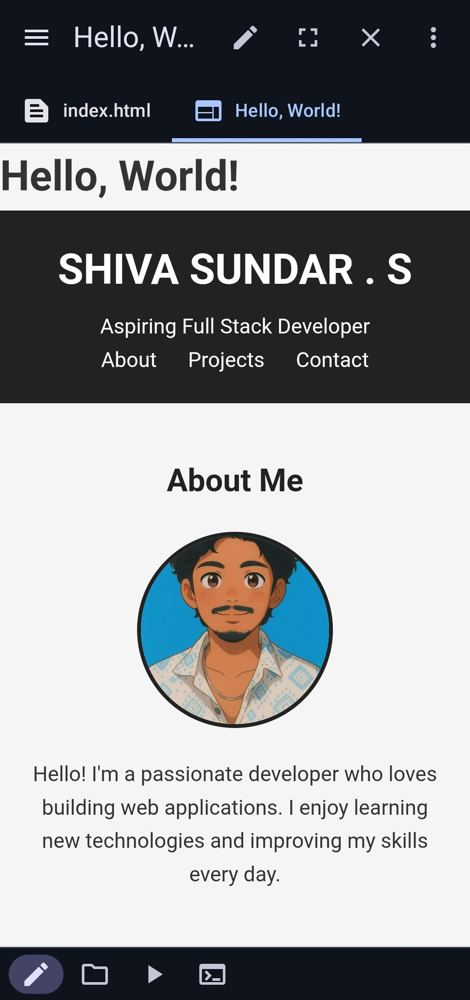 Hello, W...
index.html
Hello, World!
Hello, World!
SHIVA SUNDAR . S
Aspiring Full Stack Developer
About Projects Contact
About Me
Hello! I'm a passionate developer who loves
building web applications. I enjoy learning
new technologies and improving my skills
every day.